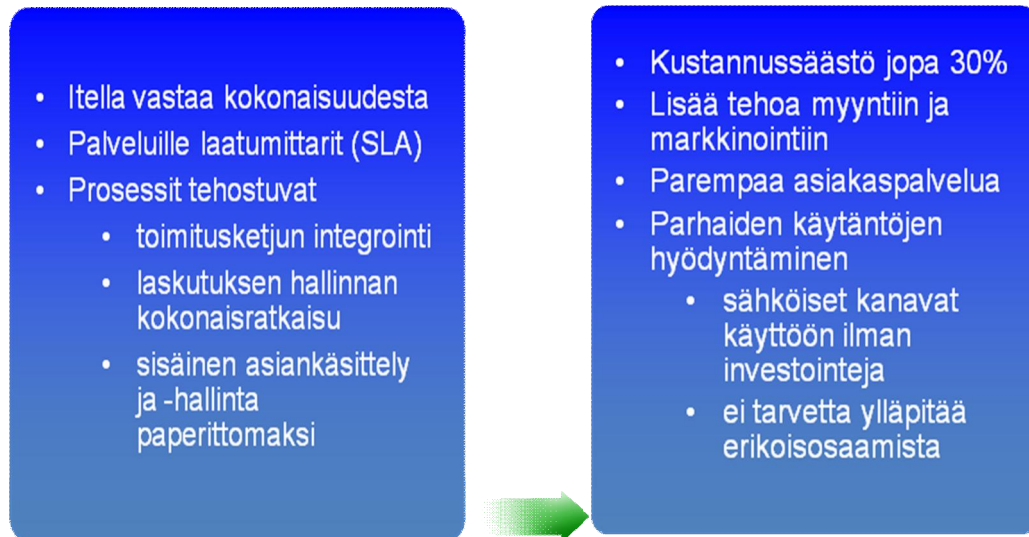 • Itella vastaa kokonaisuudesta
• Palveluille laatumittarit (SLA)
• Prosessit tehostuvat
• toimitusketjun integrointi
• laskutuksen hallinnan
kokonaisratkaisu
• sisäinen asiankäsittely
ja -hallinta
paperittomaksi
• Kustannussäästö jopa 30%
• Lisää tehoa myyntiin ja
markkinointiin
• Parempaa asiakaspalvelua
• Parhaiden käytäntöjen
hyödyntäminen
• sähköiset kanavat
käyttöön ilman
investointeja
• ei tarvetta ylläpitää
erikoisosaamista